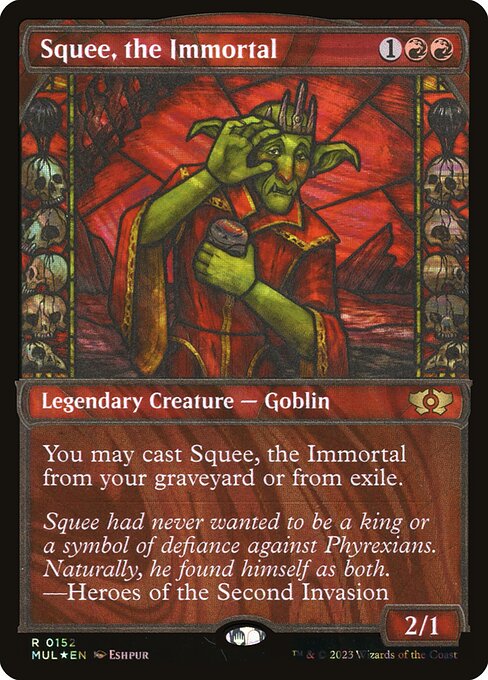 Squee, the Immortal 1
Legendary Creature — Goblin
You may cast Squee, the Immortal
from your graveyard or from exile.
Squee had never wanted to be a king or
a symbol of defiance against Phyrexians.
Naturally, he found himself as both.
—Heroes of the Second Invasion
2/1
R 0152
MUL★EN Eshpur
™ & © 2023 Wizards of the Coast